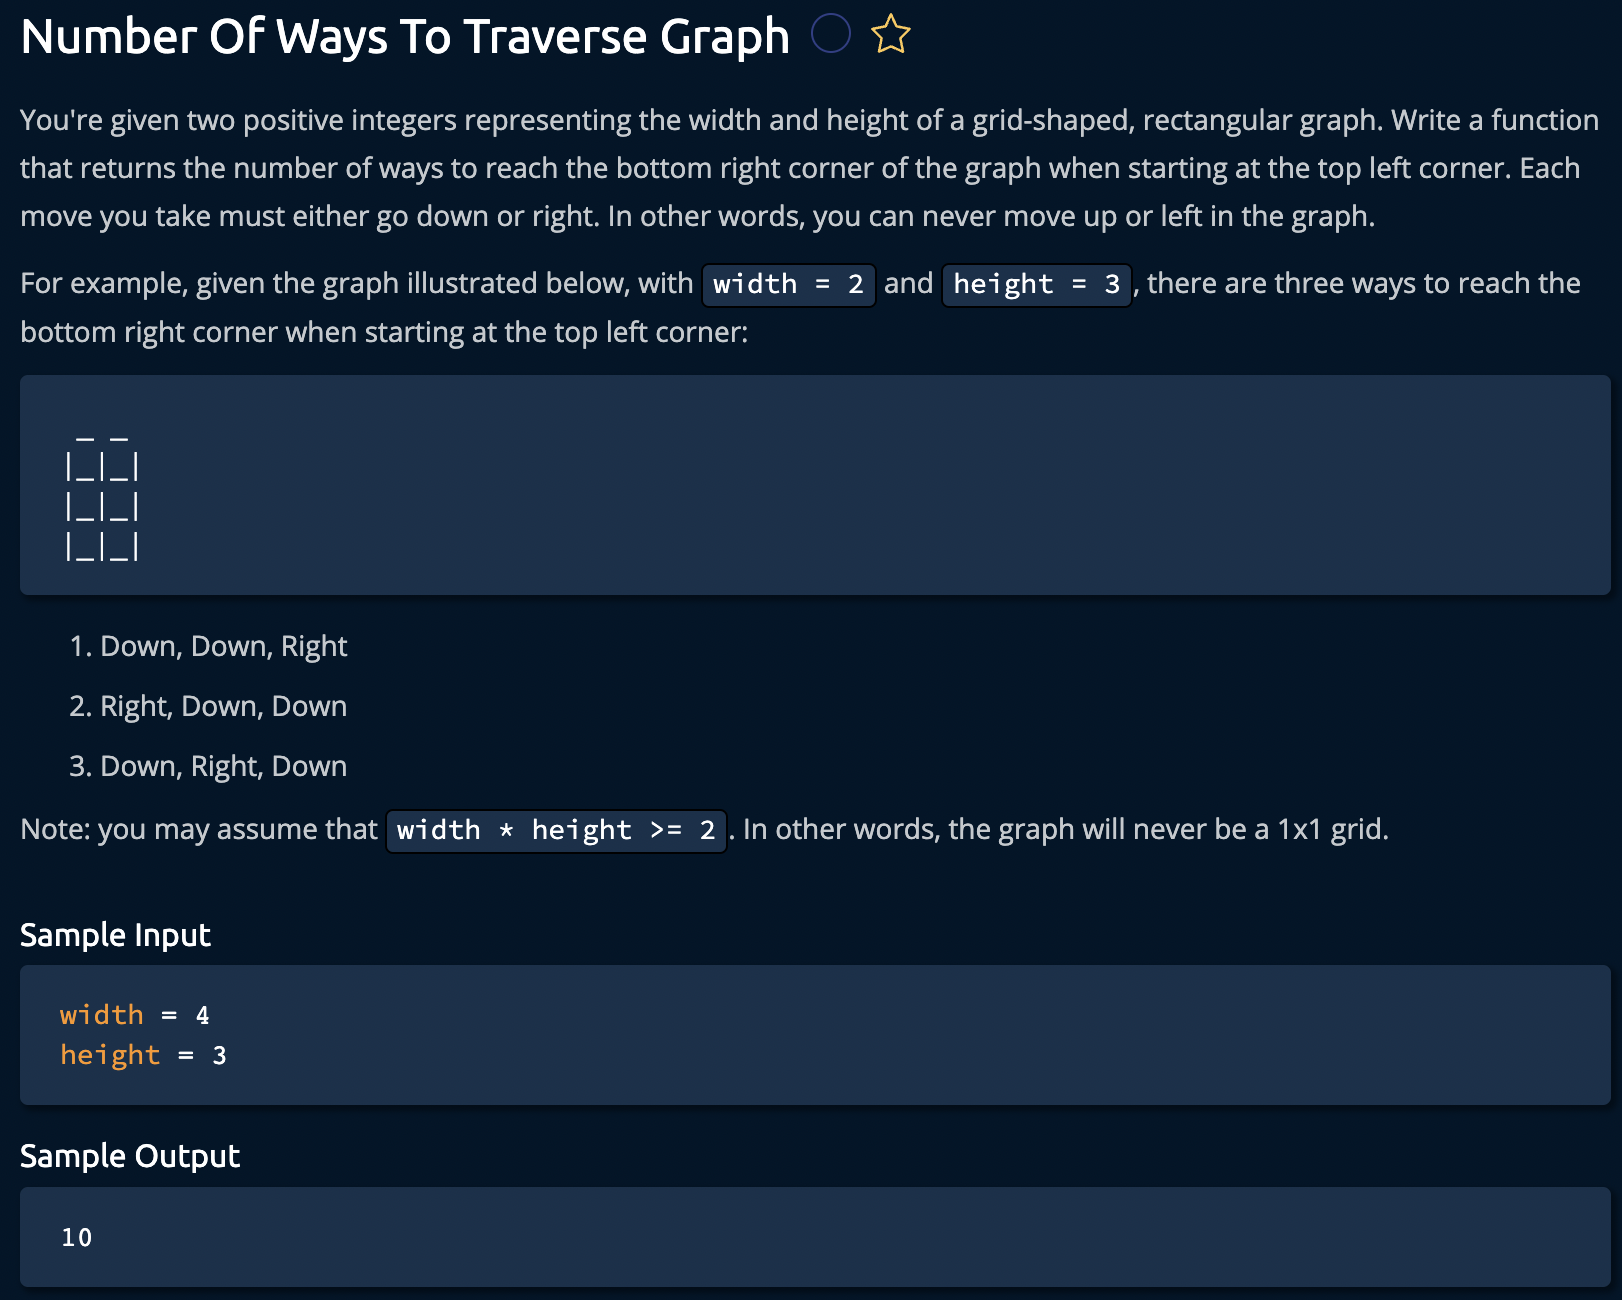 Number Of Ways To Traverse Graph
You're given two positive integers representing the width and height of a grid-shaped, rectangular graph. Write a function
that returns the number of ways to reach the bottom right corner of the graph when starting at the top left corner. Each
move you take must either go down or right. In other words, you can never move up or left in the graph.
For example, given the graph illustrated below, with width = 2 and height = 3, there are three ways to reach the
bottom right corner when starting at the top left corner:
 _ _
|_|_|
|_|_|
|_|_|
1. Down, Down, Right
2. Right, Down, Down
3. Down, Right, Down
Note: you may assume that width * height >= 2. In other words, the graph will never be a 1x1 grid.
Sample Input
width = 4
height = 3
Sample Output
10